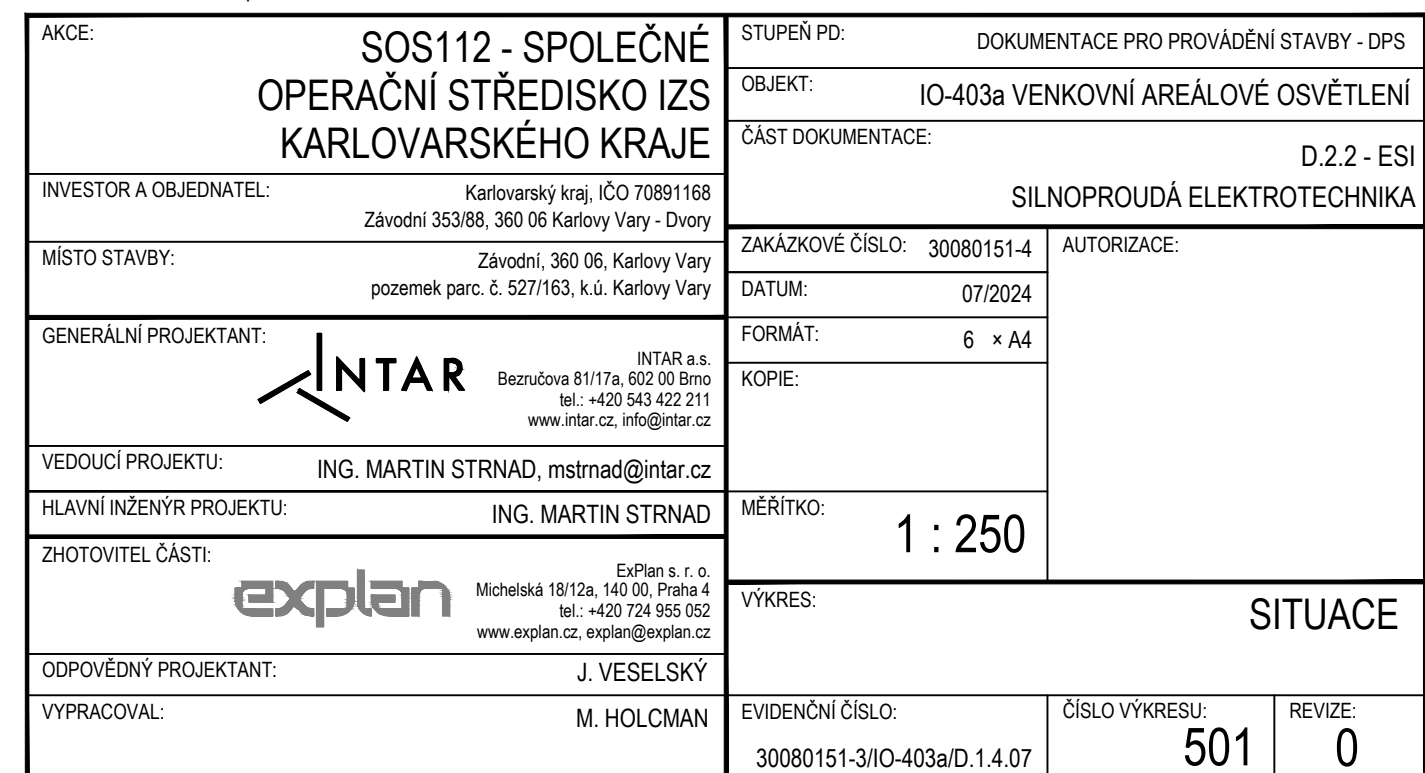 AKCE:
SOS112 - SPOLEČNÉ
OPERAČNÍ STŘEDISKO IZS
KARLOVARSKÉHO KRAJE
INVESTOR A OBJEDNATEL:
Karlovarský kraj, IČO 70891168
Závodní 353/88, 360 06 Karlovy Vary - Dvory
MÍSTO STAVBY:
Závodní, 360 06, Karlovy Vary
pozemek parc. č. 527/163, k.ú. Karlovy Vary
GENERÁLNÍ PROJEKTANT:
INTAR
INTAR a.s.
Bezručova 81/17a, 602 00 Brno
tel.: +420 543 422 211
www.intar.cz, info@intar.cz
VEDOUCÍ PROJEKTU:
ING. MARTIN STRNAD, mstrnad@intar.cz
HLAVNÍ INŽENÝR PROJEKTU:
ING. MARTIN STRNAD
ZHOTOVITEL ČÁSTI:
explan
ExPlan s. r. o.
Michelská 18/12a, 140 00, Praha 4
tel.: +420 724 955 052
www.explan.cz, explan@explan.cz
ODPOVĚDNÝ PROJEKTANT:
J. VESELSKÝ
VYPRACOVAL:
M. HOLCMAN
STUPEŇ PD:
DOKUMENTACE PRO PROVÁDĚNÍ STAVBY - DPS
OBJEKT:
IO-403a VENKOVNÍ AREÁLOVÉ OSVĚTLENÍ
ČÁST DOKUMENTACE:
D.2.2 - ESI
SILNOPROUDÁ ELEKTROTECHNIKA
ZAKÁZKOVÉ ČÍSLO: 30080151-4
DATUM: 07/2024
FORMÁT: 6 × A4
KOPIE:
MĚŘÍTKO:
1 : 250
AUTORIZACE:
VÝKRES:
SITUACE
EVIDENČNÍ ČÍSLO:
30080151-3/IO-403a/D.1.4.07
ČÍSLO VÝKRESU:
501
REVIZE:
0